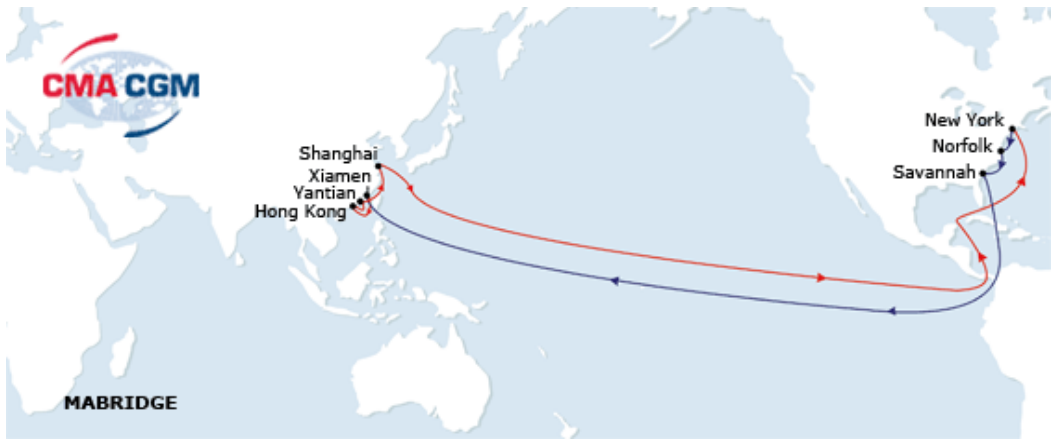 CMA CGM
New York
Norfolk
Savannah
Shanghai
Xiamen
Yantian
Hong Kong
MABRIDGE